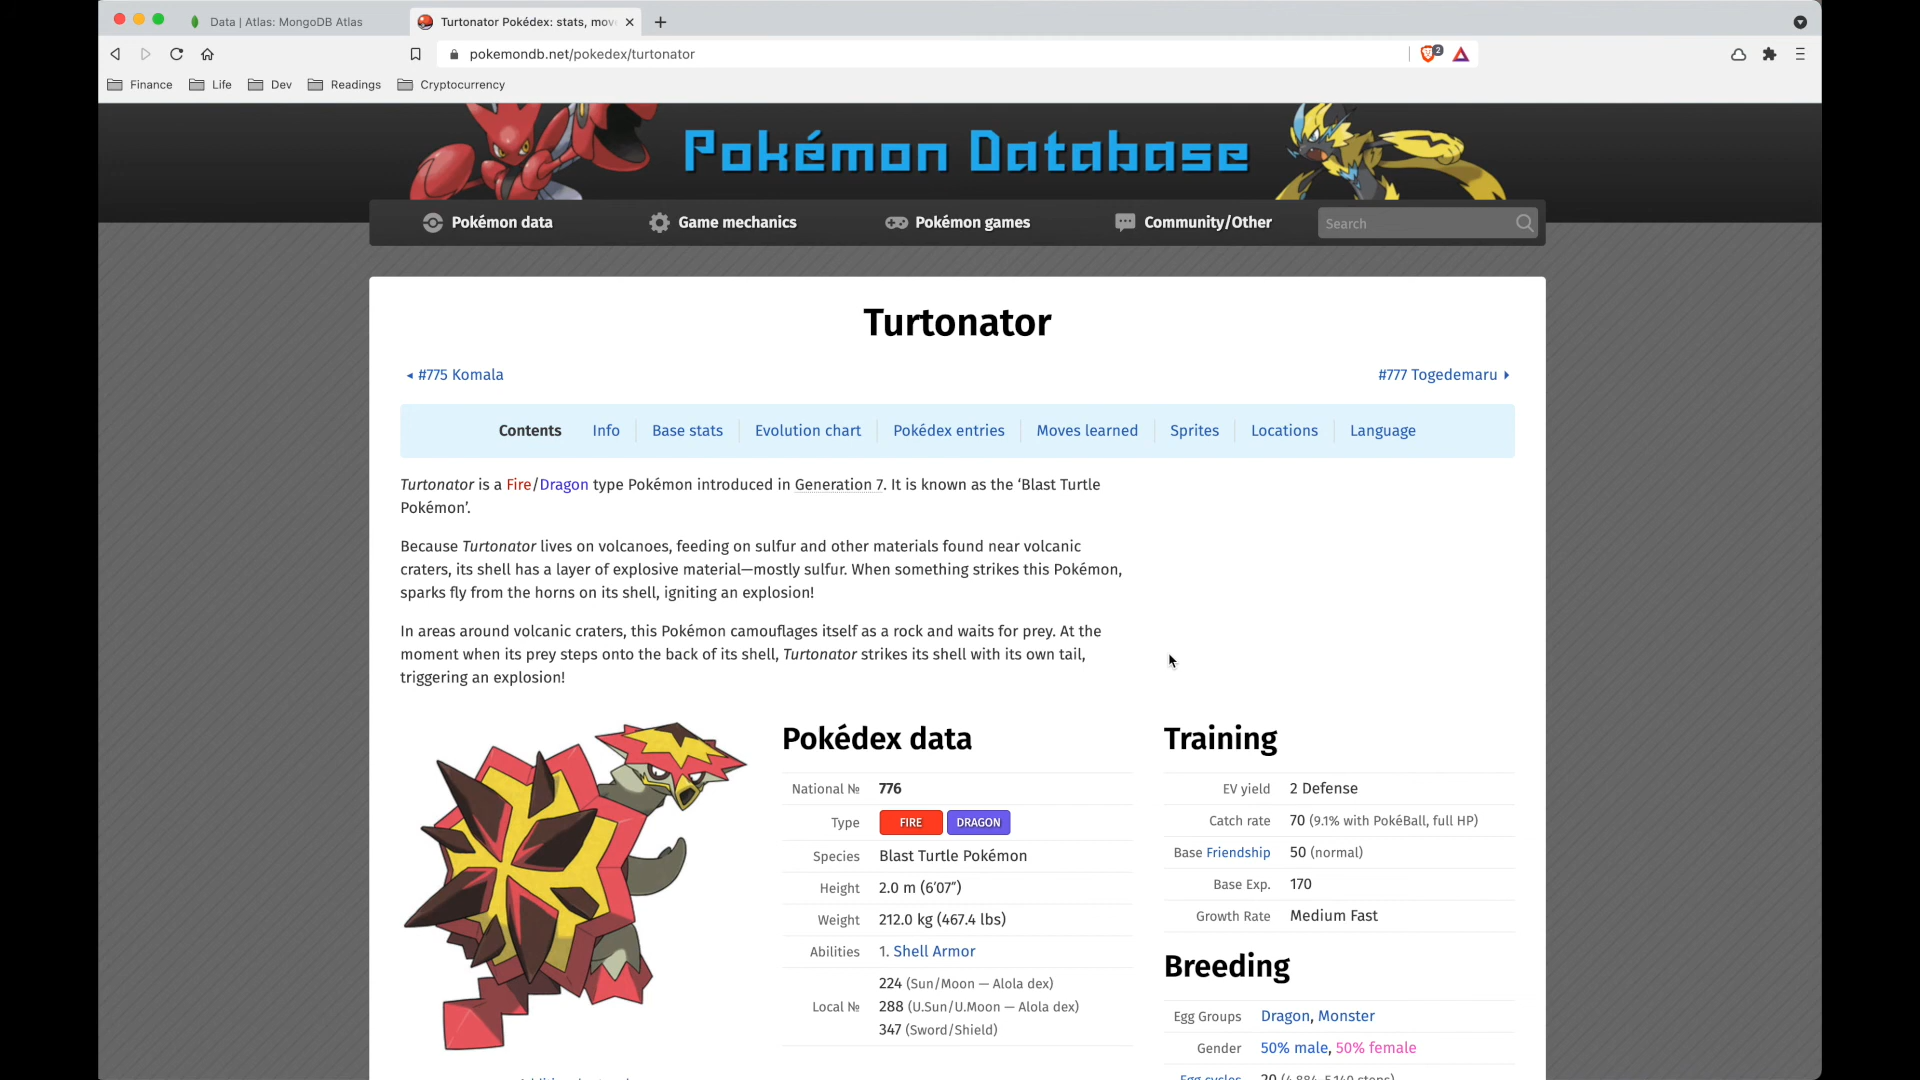 Data | Atlas: MongoDB Atlas
Turtonator Pokédex: stats, mov
pokemondb.net/pokedex/turtonator
2
Finance Life Dev Readings Cryptocurrency
Pokémon Database
Pokémon data Game mechanics Pokémon games Community/Other Search
Turtonator
#775 Komala #777 Togedemaru
Contents Info Base stats Evolution chart Pokédex entries Moves learned Sprites Locations Language
Turtonator is a Fire/Dragon type Pokémon introduced in Generation 7. It is known as the ‘Blast Turtle
Pokémon’.
Because Turtonator lives on volcanoes, feeding on sulfur and other materials found near volcanic
craters, its shell has a layer of explosive material—mostly sulfur. When something strikes this Pokémon,
sparks fly from the horns on its shell, igniting an explosion!
In areas around volcanic craters, this Pokémon camouflages itself as a rock and waits for prey. At the
moment when its prey steps onto the back of its shell, Turtonator strikes its shell with its own tail,
triggering an explosion!
Pokédex data
National № 776
Type FIRE DRAGON
Species Blast Turtle Pokémon
Height 2.0 m (6′07″)
Weight 212.0 kg (467.4 lbs)
Abilities 1. Shell Armor
Local № 224 (Sun/Moon — Alola dex)
288 (U.Sun/U.Moon — Alola dex)
347 (Sword/Shield)
Training
EV yield 2 Defense
Catch rate 70 (9.1% with PokéBall, full HP)
Base Friendship 50 (normal)
Base Exp. 170
Growth Rate Medium Fast
Breeding
Egg Groups Dragon, Monster
Gender 50% male, 50% female
Egg cycles 20 (4,884–5,140 steps)